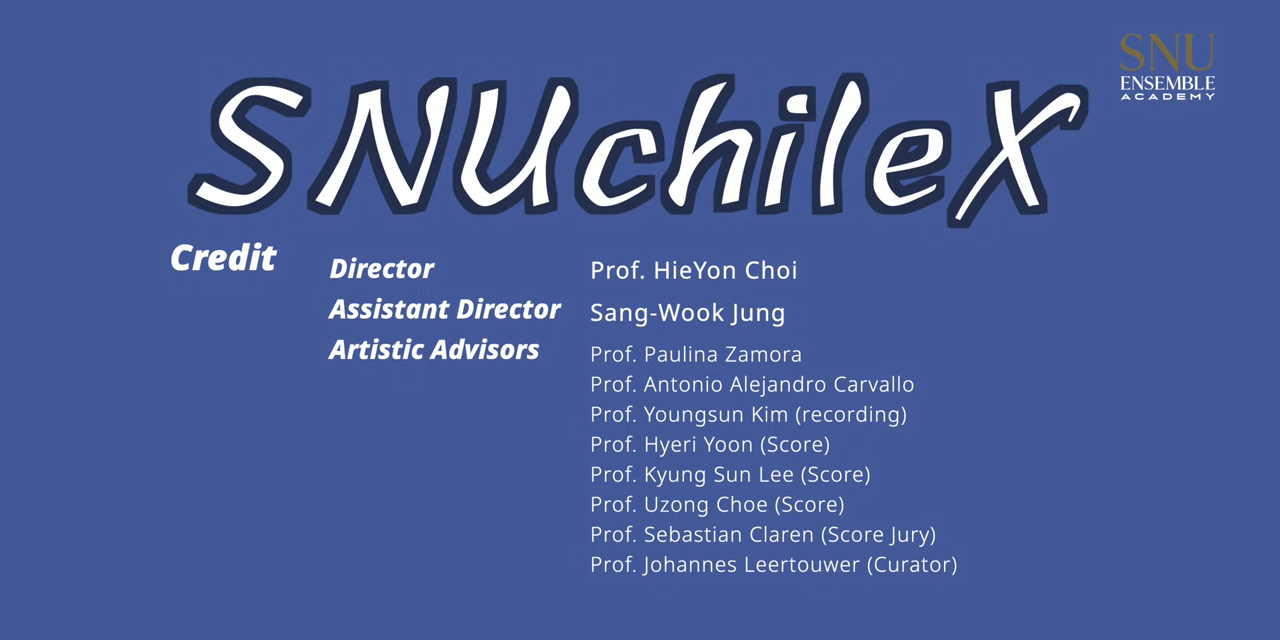 SNU
ENSEMBLE
ACADEMY
SNUchileX
Credit
Director Prof. HieYon Choi
Assistant Director Sang-Wook Jung
Artistic Advisors Prof. Paulina Zamora
Prof. Antonio Alejandro Carvallo
Prof. Youngsun Kim (recording)
Prof. Hyeri Yoon (Score)
Prof. Kyung Sun Lee (Score)
Prof. Uzong Choe (Score)
Prof. Sebastian Claren (Score Jury)
Prof. Johannes Leertouwer (Curator)